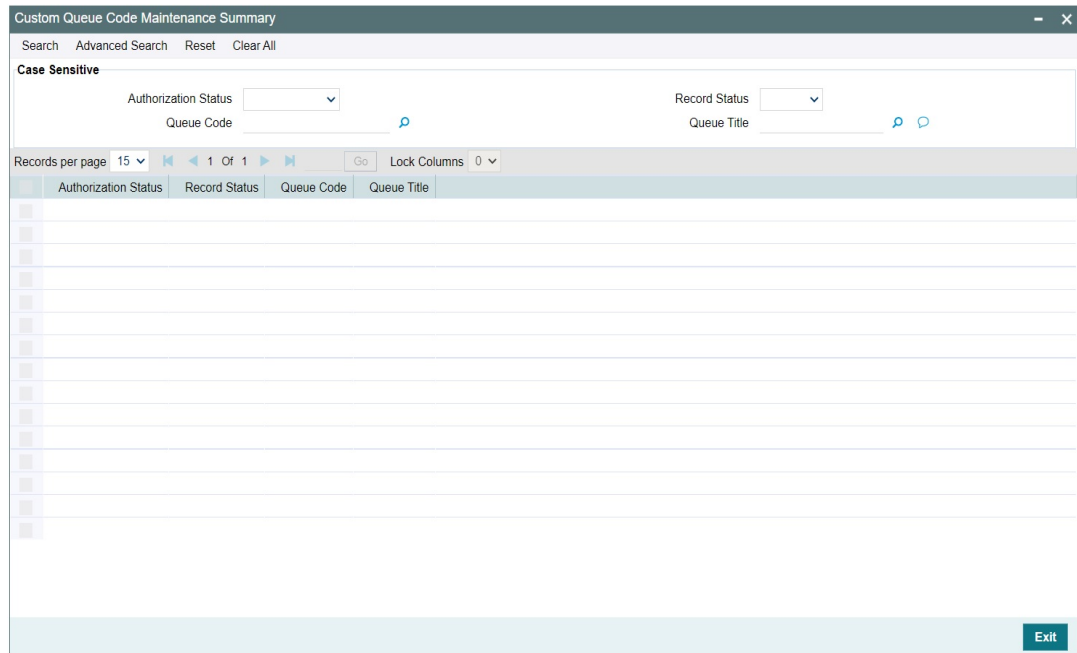 Custom Queue Code Maintenance Summary
Search Advanced Search Reset Clear All
Case Sensitive
Authorization Status Record Status
Queue Code Queue Title
Records per page 15 1 Of 1 Go Lock Columns 0
Authorization Status Record Status Queue Code Queue Title
Exit